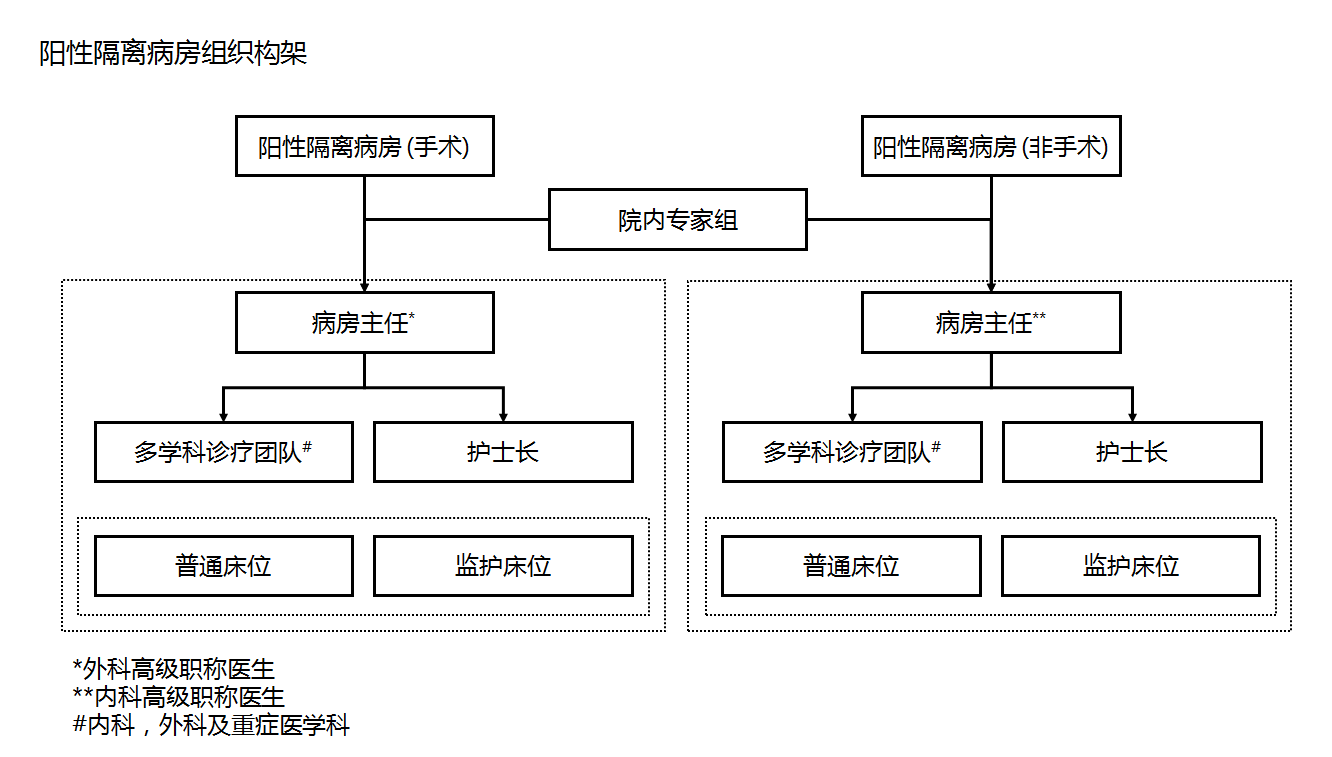 阳性隔离病房组织构架
阳性隔离病房 (手术)
阳性隔离病房 (非手术)
院内专家组
病房主任*
病房主任**
多学科诊疗团队#
护士长
多学科诊疗团队#
护士长
普通床位
监护床位
普通床位
监护床位
*外科高级职称医生
**内科高级职称医生
#内科，外科及重症医学科